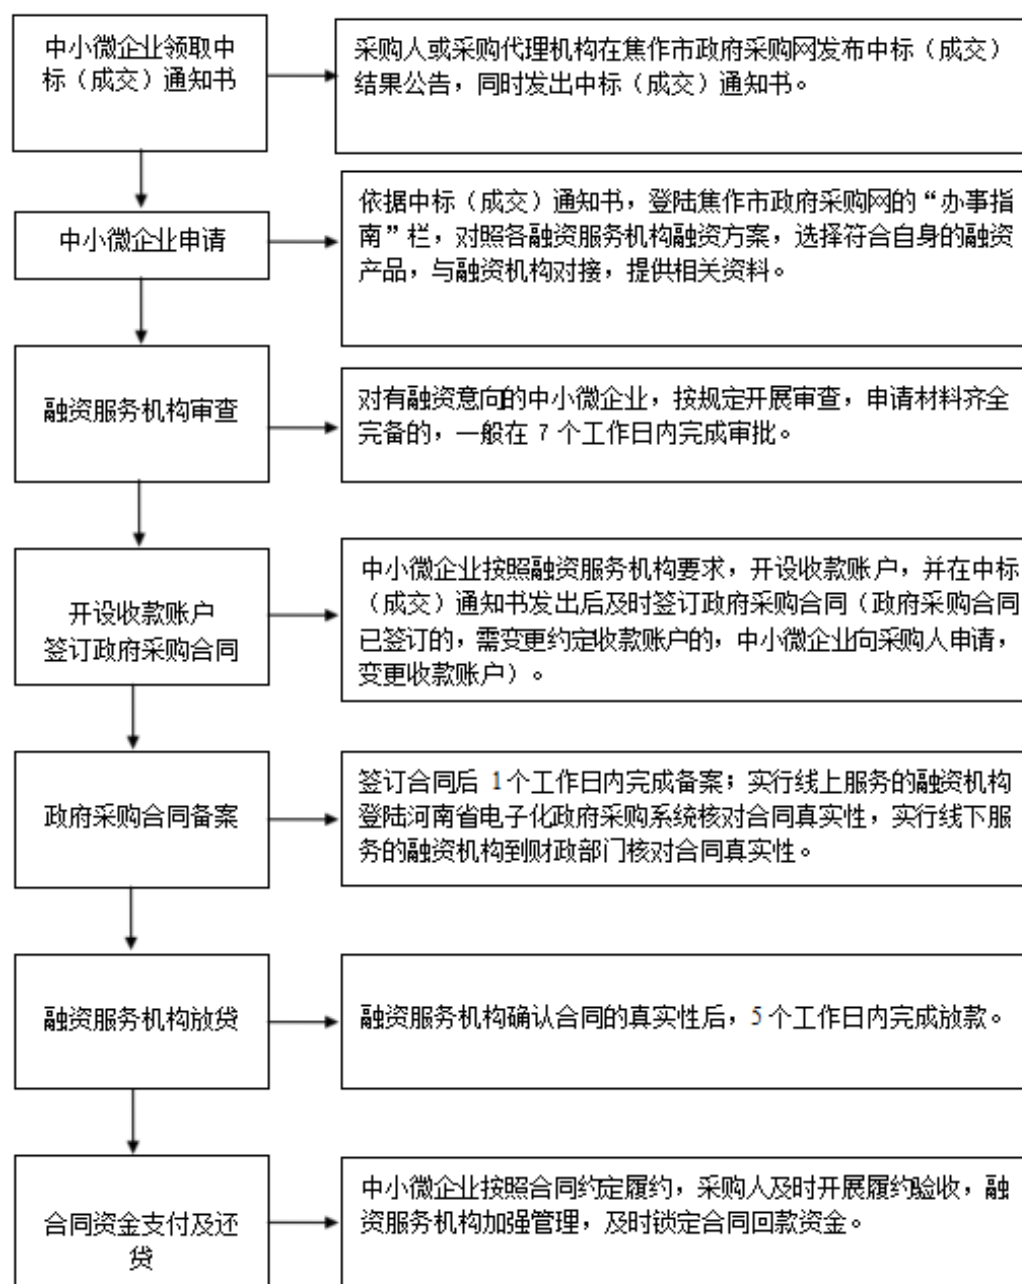 中小微企业领取中
标（成交）通知书
采购人或采购代理机构在焦作市政府采购网发布中标（成交）
结果公告，同时发出中标（成交）通知书。
中小微企业申请
依据中标（成交）通知书，登陆焦作市政府采购网的“办事指
南”栏，对照各融资服务机构融资方案，选择符合自身的融资
产品，与融资机构对接，提供相关资料。
融资服务机构审查
对有融资意向的中小微企业，按规定开展审查，申请材料齐全
完备的，一般在 7 个工作日内完成审批。
开设收款账户
签订政府采购合同
中小微企业按照融资服务机构要求，开设收款账户，并在中标
（成交）通知书发出后及时签订政府采购合同（政府采购合同
已签订的，需变更约定收款账户的，中小微企业向采购人申请，
变更收款账户）。
政府采购合同备案
签订合同后 1个工作日内完成备案；实行线上服务的融资机构
登陆河南省电子化政府采购系统核对合同真实性，实行线下服
务的融资机构到财政部门核对合同真实性。
融资服务机构放贷
融资服务机构确认合同的真实性后，5 个工作日内完成放款。
合同资金支付及还
贷
中小微企业按照合同约定履约，采购人及时开展履约验收，融
资服务机构加强管理，及时锁定合同回款资金。